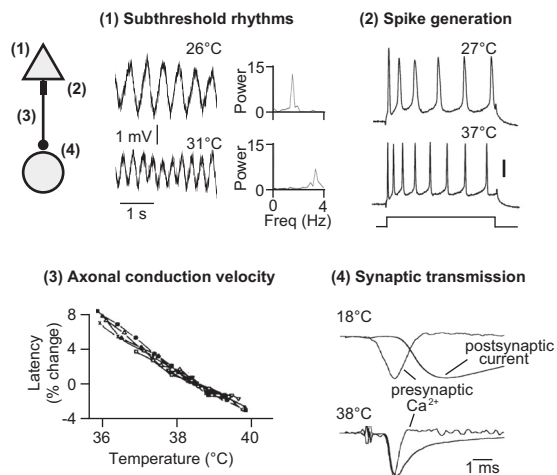 (1) Subthreshold rhythms
(2) Spike generation
(1)
(2)
(3)
(4)
26°C
1 mV
31°C
1 s
Power
15
0
Power
15
0
0
4
Freq (Hz)
27°C
37°C
(3) Axonal conduction velocity
(4) Synaptic transmission
Latency
(% change)
8
4
0
-4
36
38
40
Temperature (°C)
18°C
postsynaptic
current
presynaptic
Ca2+
38°C
1 ms